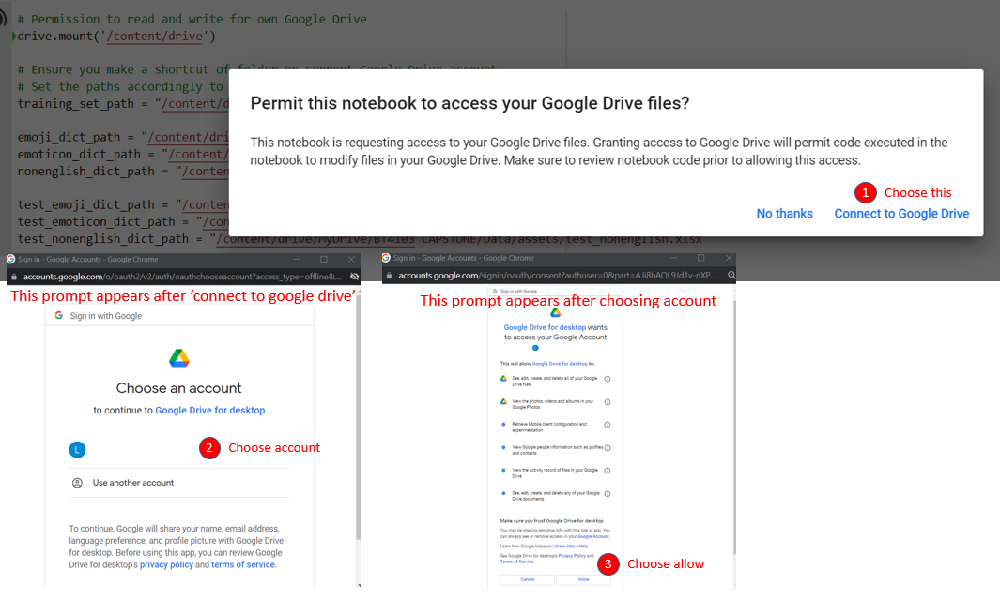 # Permission to read and write for own Google Drive
drive.mount('/content/drive')
# Ensure you make a shortcut of folder on current Google Drive account
# Set the paths accordingly to
training_set_path = "/content/d
emoji_dict_path = "/content/dri
emoticon_dict_path = "/content
nonenglish_dict_path = "/conten
test_emoji_dict_path = "/conten
test_emoticon_dict_path = "/con
test_nonenglish_dict_path = "/content/drive/MyDrive/BT4103 CAPSTONE/Data/assets/test_nonenglish.xlsx
Permit this notebook to access your Google Drive files?
This notebook is requesting access to your Google Drive files. Granting access to Google Drive will permit code executed in the
notebook to modify files in your Google Drive. Make sure to review notebook code prior to allowing this access.
1 Choose this
No thanks Connect to Google Drive
Sign in - Google Accounts - Google Chrome
accounts.google.com/o/oauth2/v2/auth/oauthchooseaccount?access_type=offline&...
This prompt appears after 'connect to google drive'
Sign in with Google
Choose an account
to continue to Google Drive for desktop
L
2 Choose account
Use another account
To continue, Google will share your name, email address,
language preference, and profile picture with Google Drive
for desktop. Before using this app, you can review Google
Drive for desktop's privacy policy and terms of service.
Sign in - Google Accounts - Google Chrome
accounts.google.com/signin/oauth/consent?authuser=0&part=AJi8hAOL9Jd1v-nXP...
Sign in with Google
This prompt appears after choosing account
Google Drive for desktop wants
to access your Google Account
L
This will allow Google Drive for desktop to:
See, edit, create, and delete all of your Google
Drive files
View the photos, videos and albums in your
Google Photos
Retrieve Mobile client configuration and
experimentation
View Google people information such as profiles
and contacts
View the activity record of files in your Google
Drive
See, edit, create, and delete any of your Google
Drive documents
Make sure you trust Google Drive for desktop
You may be sharing sensitive info with this site or app. You
can always see or remove access in your Google Account.
Learn how Google helps you share data safely.
See Google Drive for desktop's Privacy Policy and
Terms of Service.
3 Choose allow
Cancel Allow